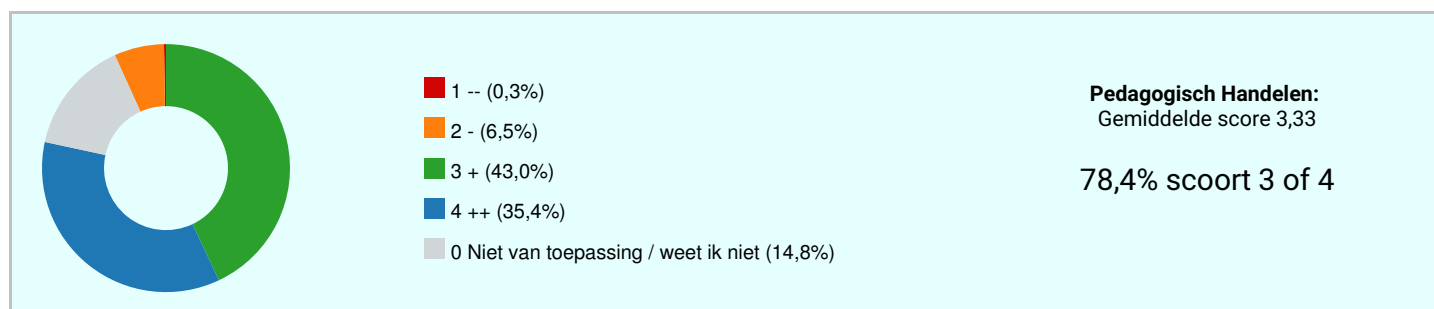 1 -- (0,3%)
2 - (6,5%)
3 + (43,0%)
4 ++ (35,4%)
0 Niet van toepassing / weet ik niet (14,8%)
Pedagogisch Handelen:
Gemiddelde score 3,33
78,4% scoort 3 of 4